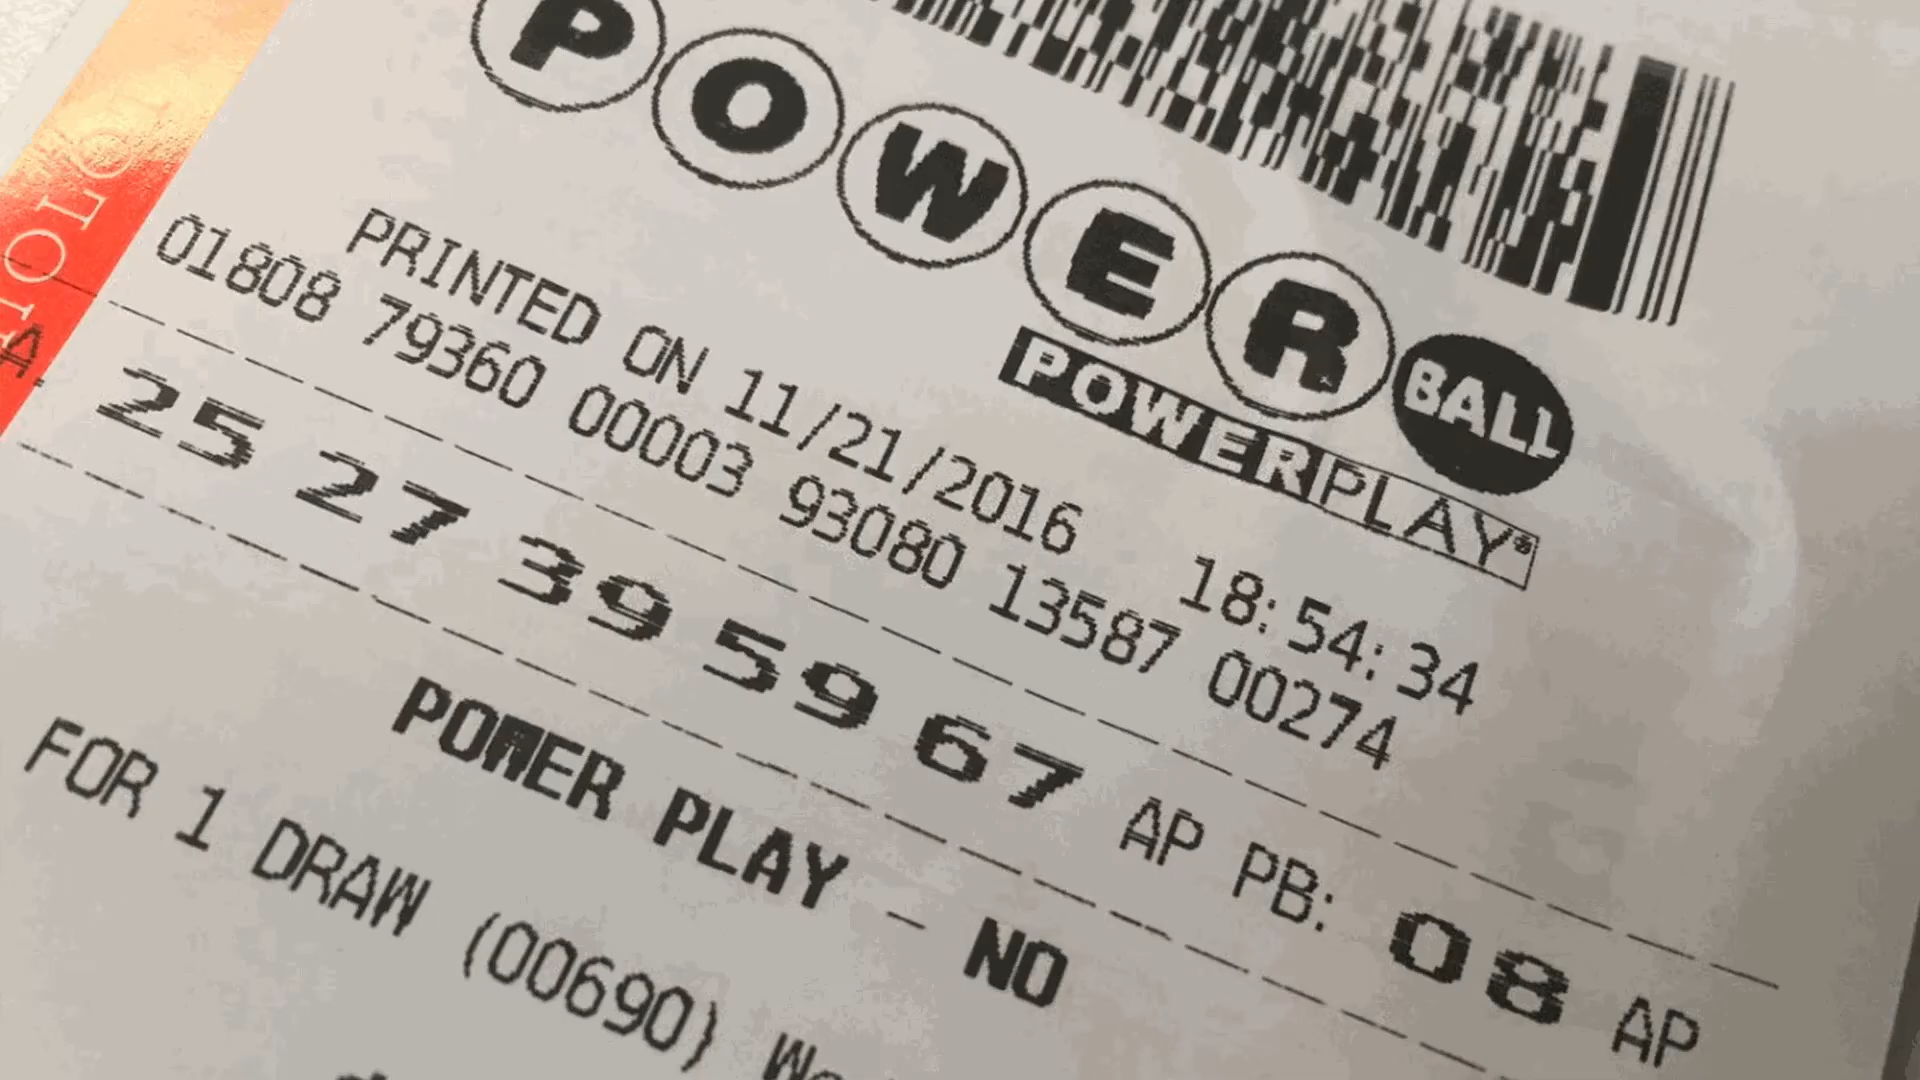 POWER BALL
POWERPLAY®
PRINTED ON 11/21/2016 18:54:34
01808 79360 00003 93080 13587 00274
A. 25 27 39 59 67 AP PB: 08 AP
POWER PLAY - NO
FOR 1 DRAW (00690)